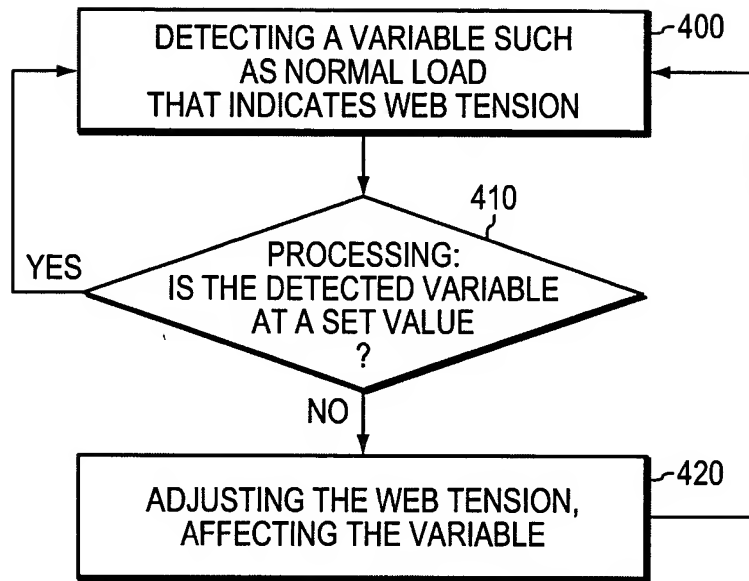 DETECTING A VARIABLE SUCH
AS NORMAL LOAD
THAT INDICATES WEB TENSION
400
410
PROCESSING:
IS THE DETECTED VARIABLE
AT A SET VALUE
?
YES
NO
420
ADJUSTING THE WEB TENSION,
AFFECTING THE VARIABLE